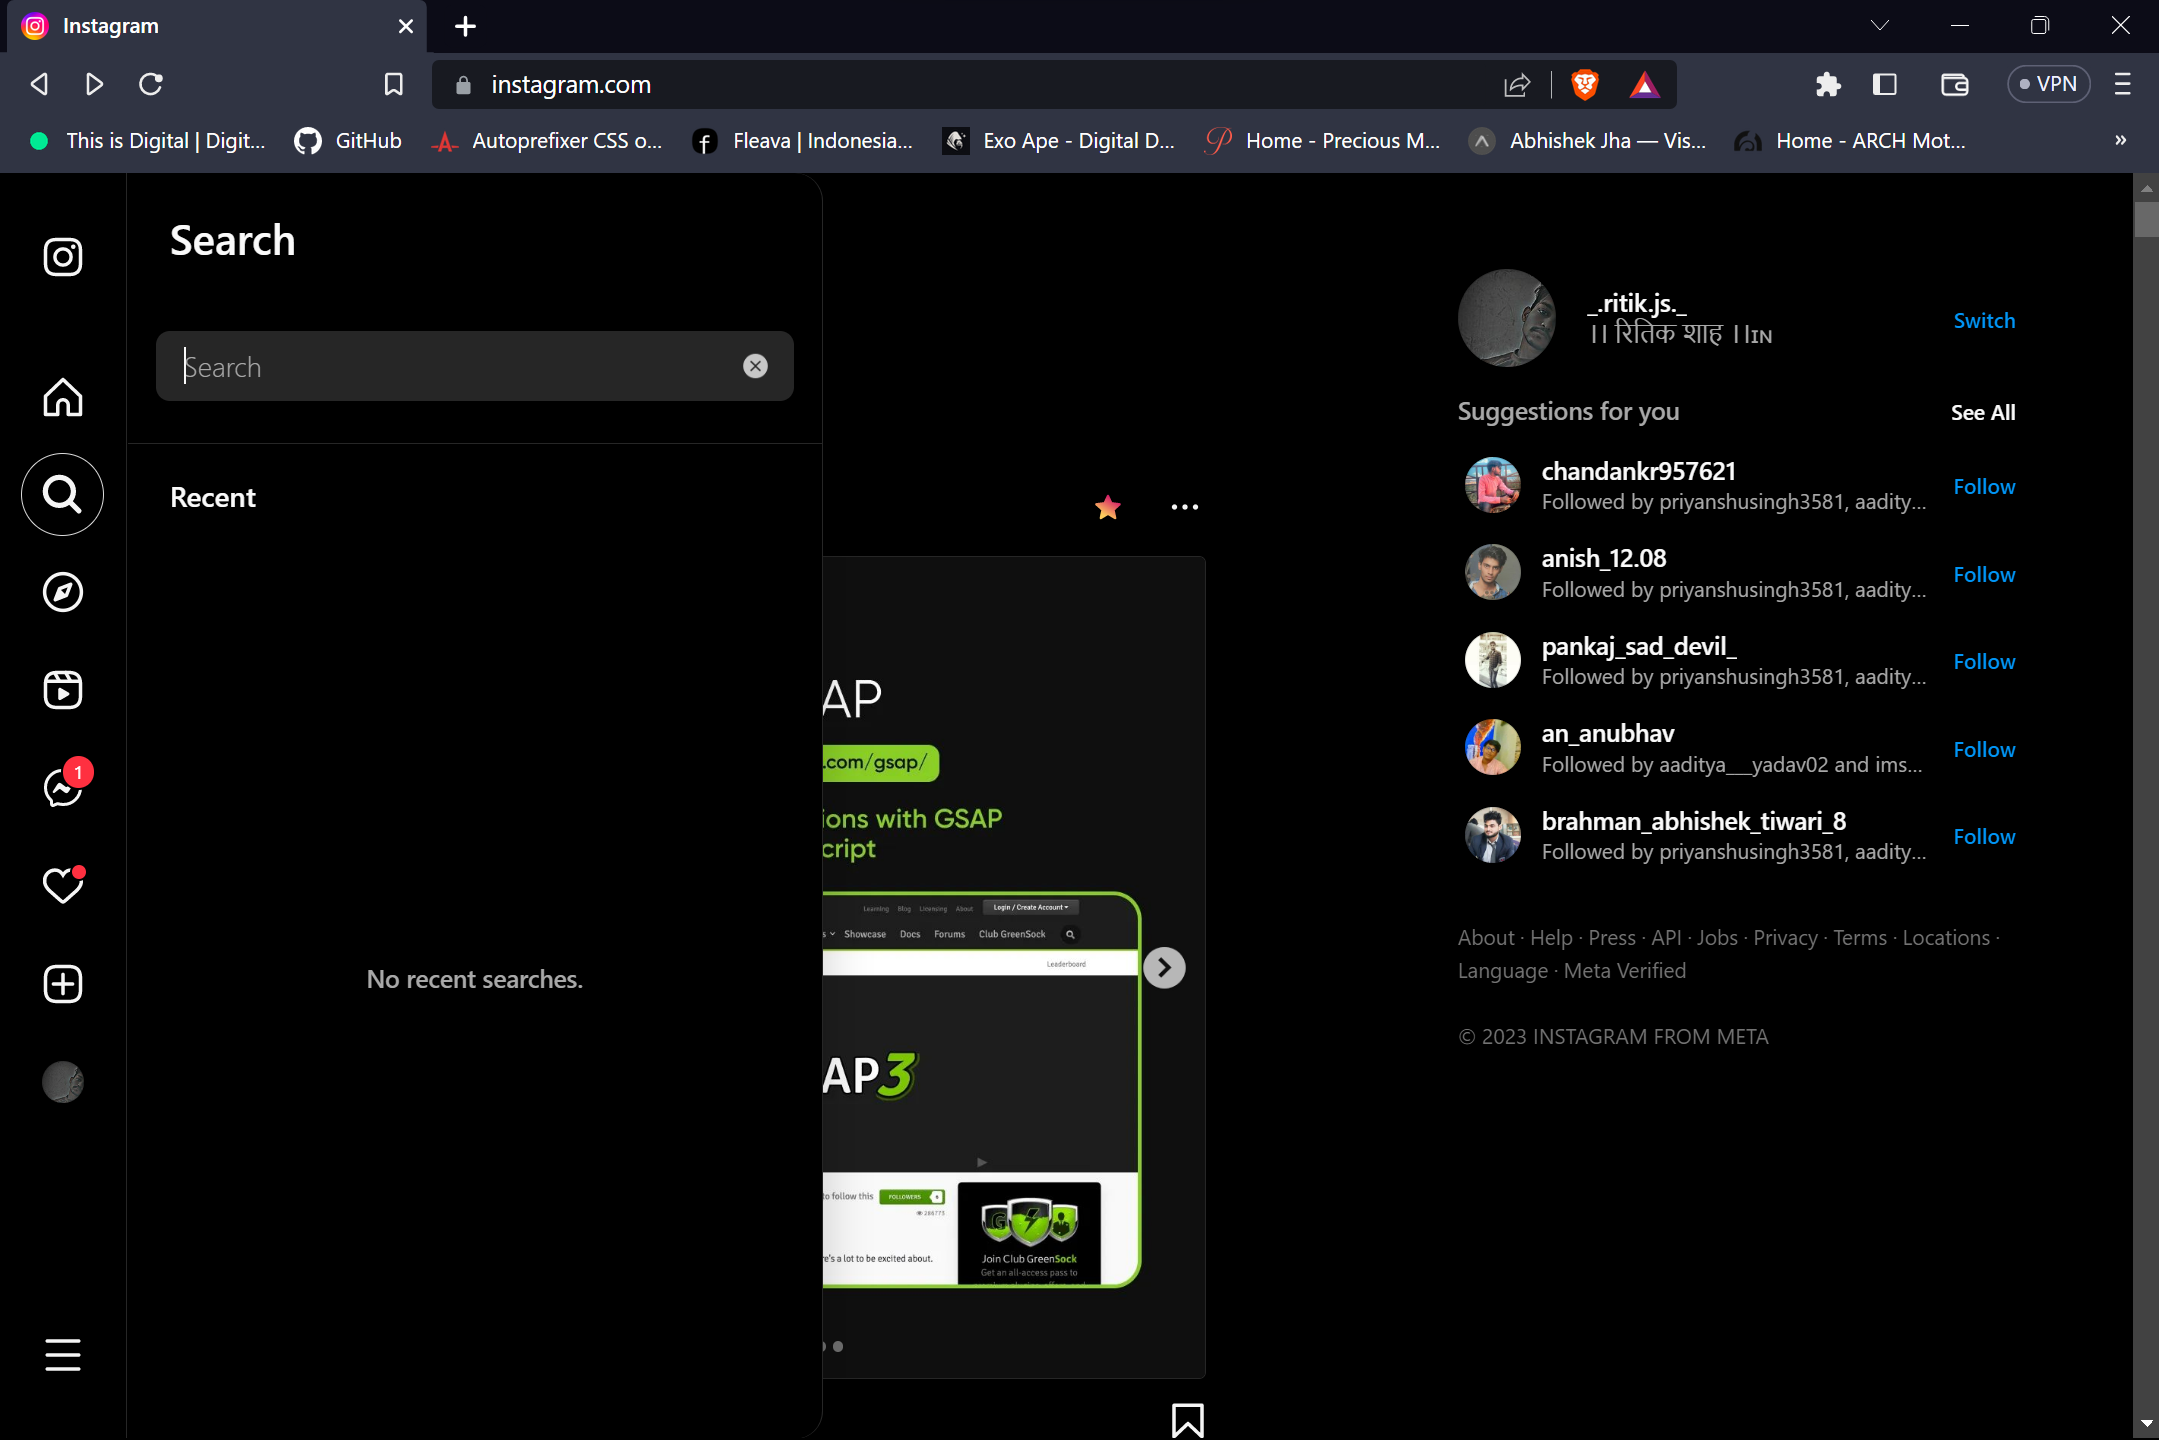 Instagram
instagram.com
VPN
This is Digital | Digit...
GitHub
Autoprefixer CSS o...
Fleava | Indonesia...
Exo Ape - Digital D...
Home - Precious M...
Abhishek Jha — Vis...
Home - ARCH Mot...
»
Search
Search
Recent
No recent searches.
1
AP
.com/gsap/
ions with GSAP
cript
Learning Blog Licensing About Login / Create Account
s Showcase Docs Forums Club GreenSock
Leaderboard
AP3
to follow this FOLLOWERS
286773
re's a lot to be excited about.
Join Club GreenSock
Get an all-access pass to
_.ritik.js._
।। रितिक शाह ।।ɪɴ
Switch
Suggestions for you
See All
chandankr957621
Followed by priyanshusingh3581, aadity...
Follow
anish_12.08
Followed by priyanshusingh3581, aadity...
Follow
pankaj_sad_devil_
Followed by priyanshusingh3581, aadity...
Follow
an_anubhav
Followed by aaditya___yadav02 and ims...
Follow
brahman_abhishek_tiwari_8
Followed by priyanshusingh3581, aadity...
Follow
About · Help · Press · API · Jobs · Privacy · Terms · Locations ·
Language · Meta Verified
© 2023 INSTAGRAM FROM META